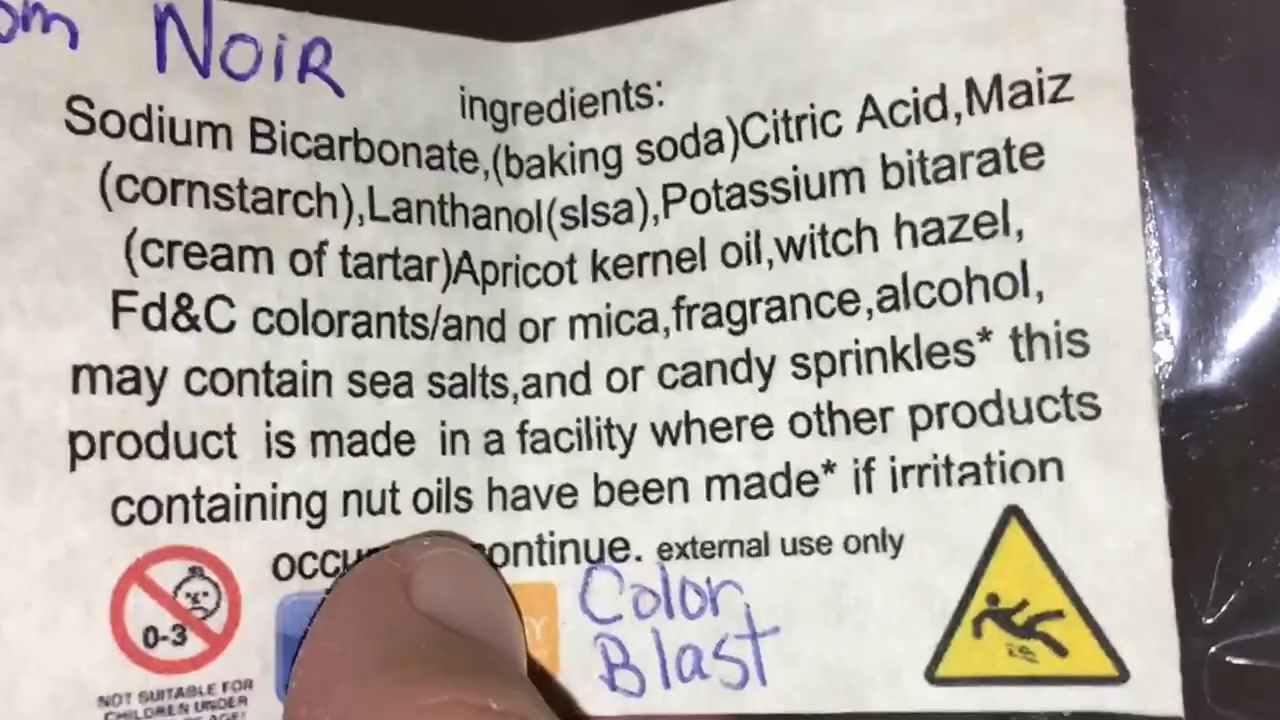 om NOIR
ingredients:
Sodium Bicarbonate,(baking soda)Citric Acid,Maiz
(cornstarch),Lanthanol(slsa),Potassium bitarate
(cream of tartar)Apricot kernel oil,witch hazel,
Fd&C colorants/and or mica,fragrance,alcohol,
may contain sea salts,and or candy sprinkles* this
product is made in a facility where other products
containing nut oils have been made* if irritation
occu ontinue. external use only
Color
Blast
0-3
NOT SUITABLE FOR
CHILDREN UNDER
AGE!